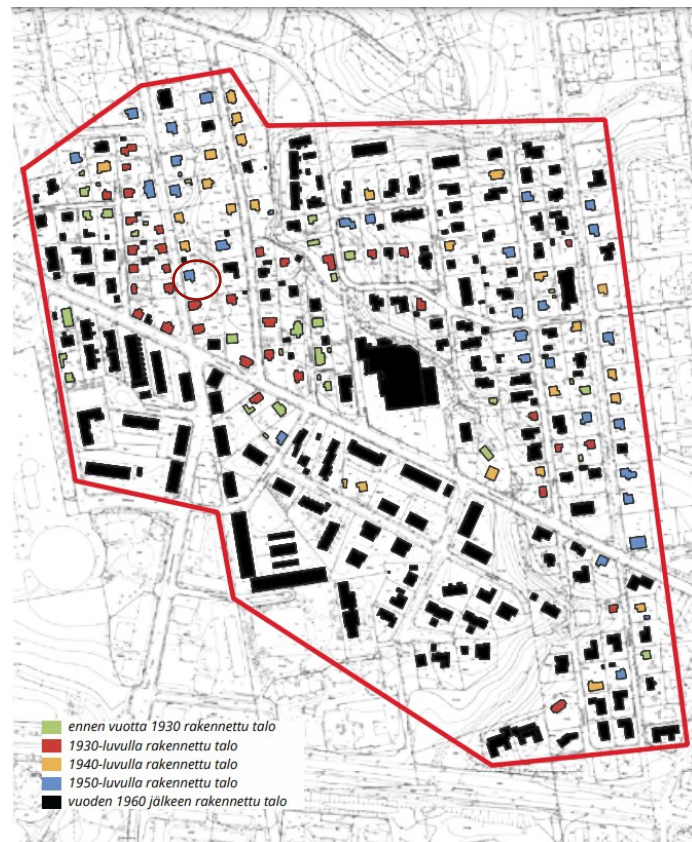 ennen vuotta 1930 rakennettu talo
1930-luvulla rakennettu talo
1940-luvulla rakennettu talo
1950-luvulla rakennettu talo
vuoden 1960 jälkeen rakennettu talo